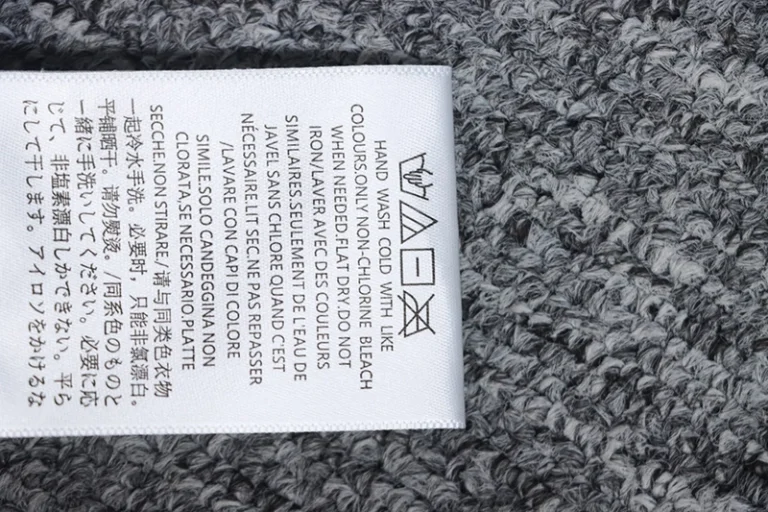 HAND WASH COLD WITH LIKE
COLOURS.ONLY NON-CHLORINE BLEACH
WHEN NEEDED.FLAT DRY.DO NOT
IRON/LAVER AVEC DES COULEURS
SIMILAIRES.SEULEMENT DE L'EAU DE
JAVEL SANS CHLORE QUAND C'EST
NÉCESSAIRE.LIT SEC.NE PAS REPASSER
/LAVARE CON CAPI DI COLORE
SIMILE.SOLO CANDEGGINA NON
CLORATA.SE NECESSARIO.PLATTE
SECCHE.NON STIRARE/请与同类色衣物
一起冷水手洗。必要时，只能非氯漂白。
平铺晒干。请勿熨烫。/同系色のものと
一緒に手洗いしてください。必要に応
じて、非塩素漂白しかできない。平ら
にして干します。アイロソをかけるな